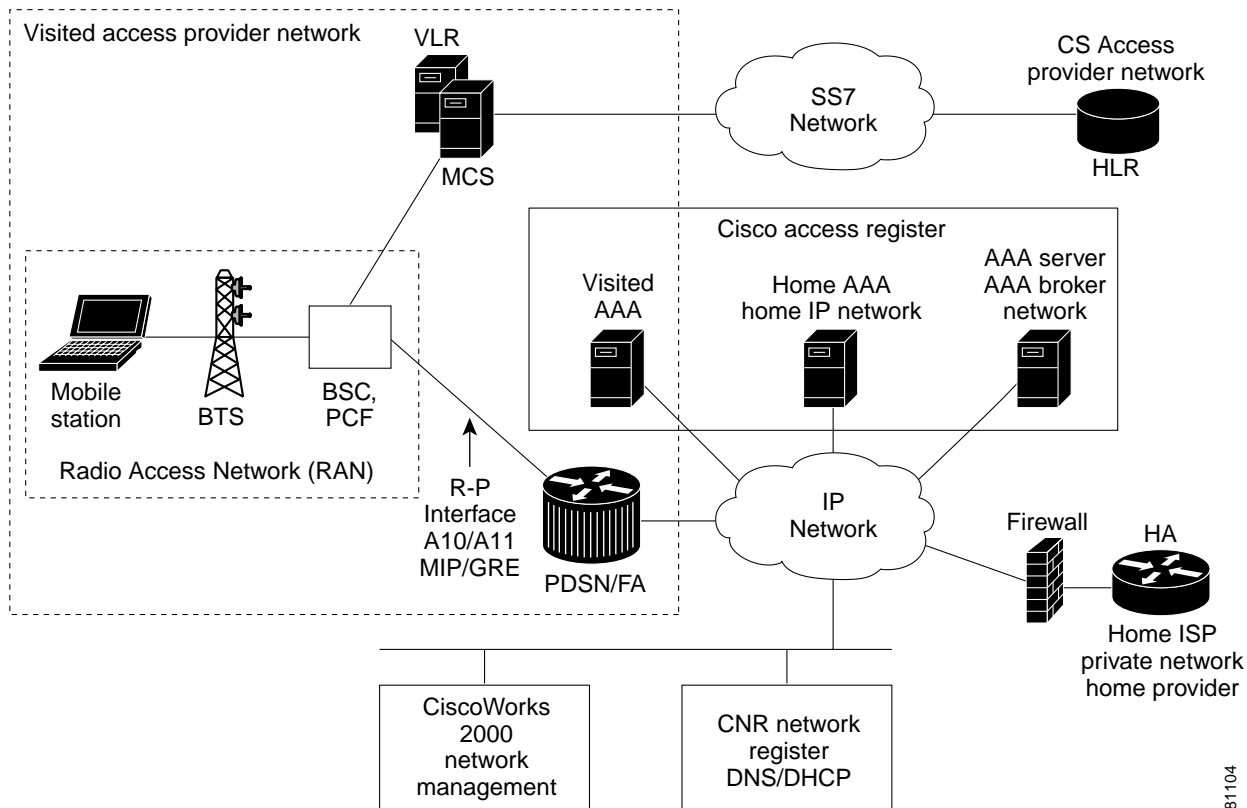 Visited access provider network
VLR
MCS
SS7
Network
CS Access
provider network
HLR
Cisco access register
Visited
AAA
Home AAA
home IP network
AAA server
AAA broker
network
Mobile
station
BTS
BSC,
PCF
Radio Access Network (RAN)
R-P
Interface
A10/A11
MIP/GRE
PDSN/FA
IP
Network
Firewall
HA
Home ISP
private network
home provider
CiscoWorks
2000
network
management
CNR network
register
DNS/DHCP
81104